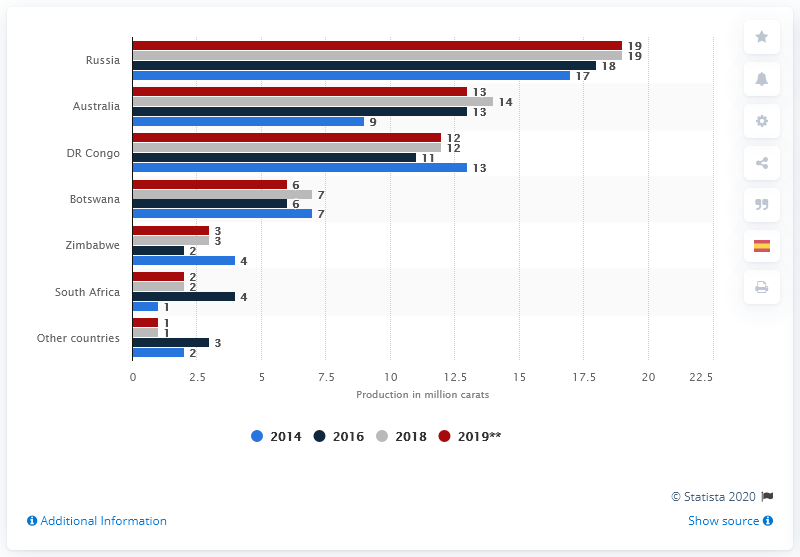 Russia
19
19
18
17
Australia
13
14
13
9
DR Congo
12
12
11
13
Botswana
6
7
6
7
Zimbabwe
3
3
2
4
South Africa
2
2
4
1
Other countries
1
1
3
2
0 2.5 5 7.5 10 12.5 15 17.5 20 22.5
Production in million carats
2014 2016 2018 2019**
© Statista 2020
Additional Information Show source